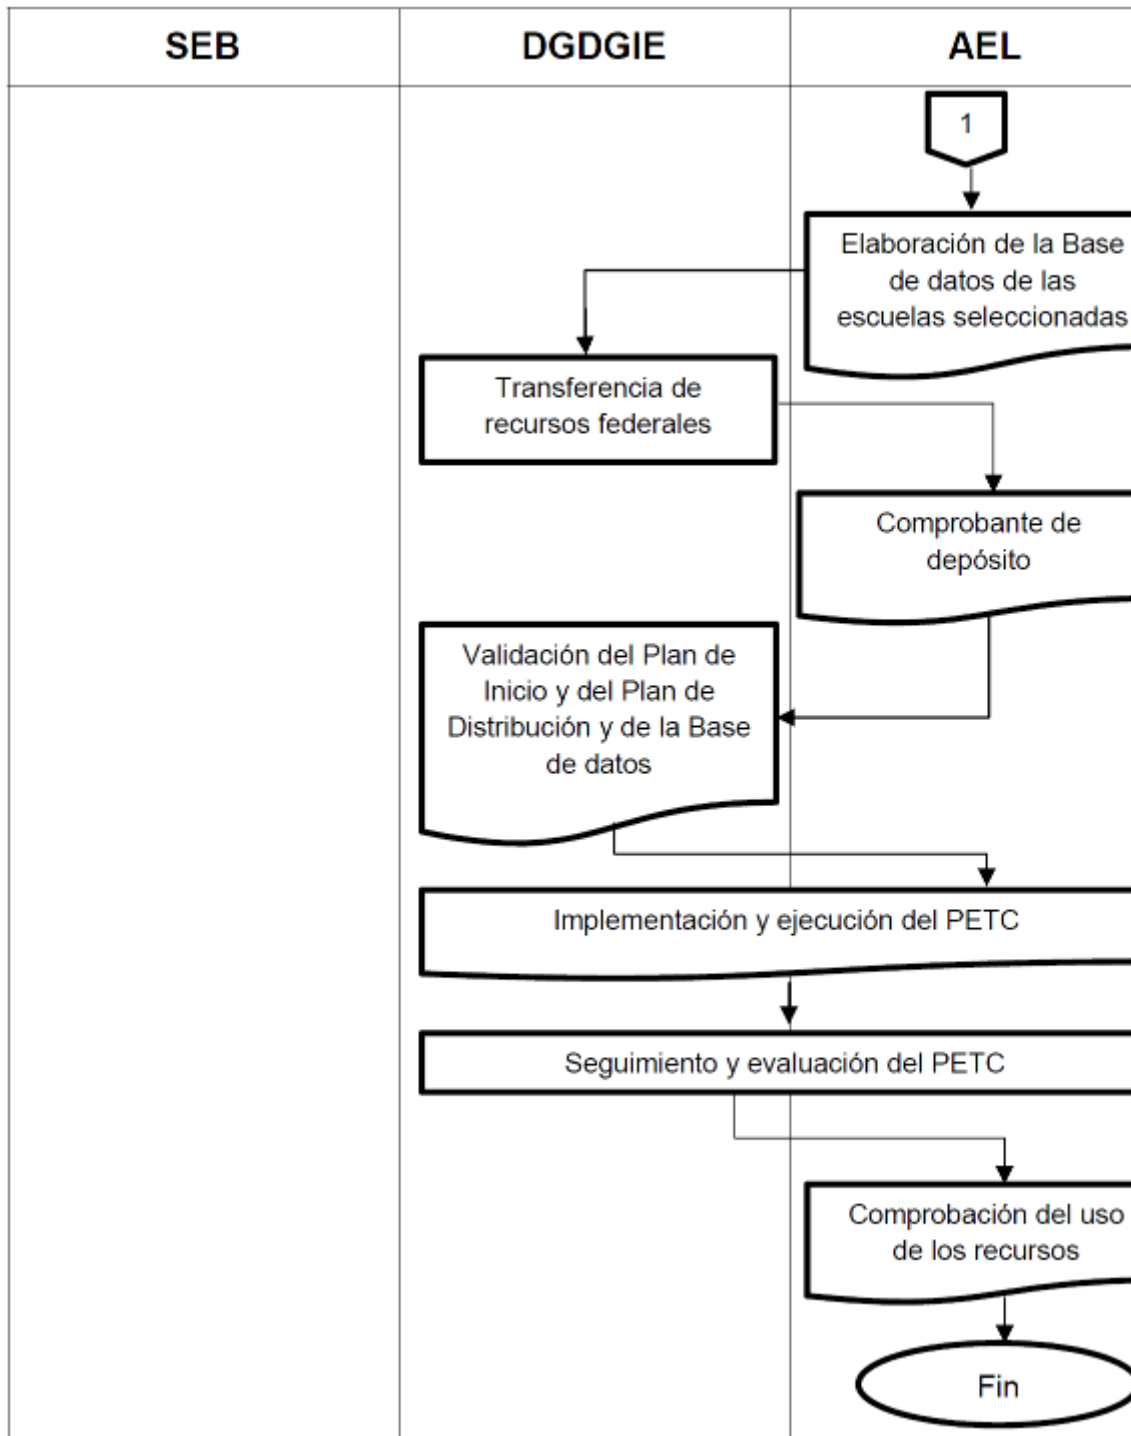 SEB
DGDGIE
AEL
1
Elaboración de la Base
de datos de las
escuelas seleccionadas
Transferencia de
recursos federales
Comprobante de
depósito
Validación del Plan de
Inicio y del Plan de
Distribución y de la Base
de datos
Implementación y ejecución del PETC
Seguimiento y evaluación del PETC
Comprobación del uso
de los recursos
Fin